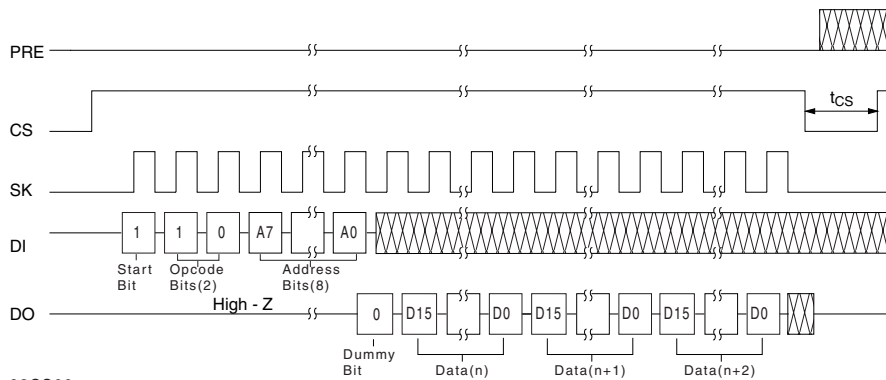 PRE
CS
tCS
SK
DI
1 1 0 A7 A0
Start Bit
Opcode Bits(2)
Address Bits(8)
High - Z
DO
0 D15 D0 D15 D0 D15 D0
Dummy Bit
Data(n)
Data(n+1)
Data(n+2)